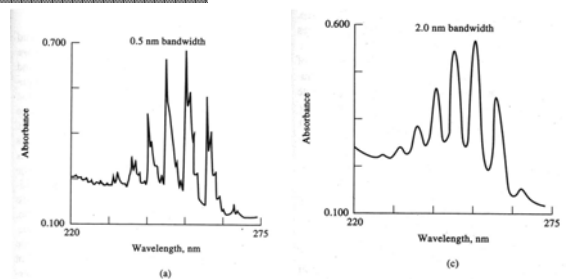 0.700
0.5 nm bandwidth
Absorbance
0.100
220
275
Wavelength, nm
(a)
0.600
2.0 nm bandwidth
Absorbance
0.100
220
275
Wavelength, nm
(c)